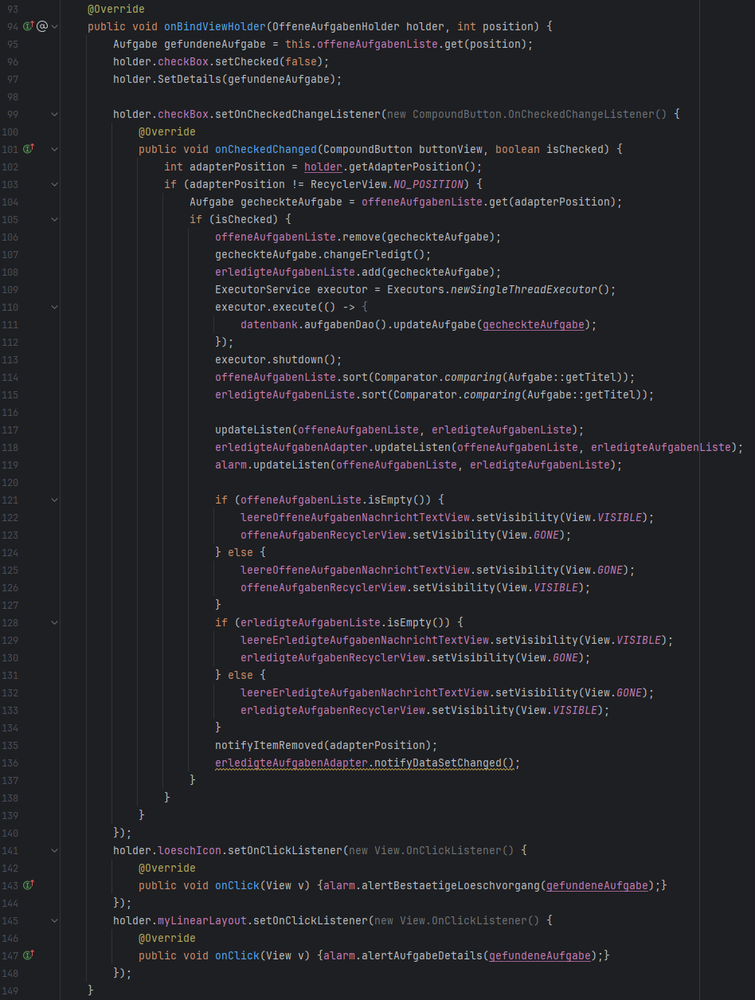 93 @Override
94 @ public void onBindViewHolder(OffeneAufgabenHolder holder, int position) {
95 Aufgabe gefundeneAufgabe = this.offeneAufgabenListe.get(position);
96 holder.checkBox.setChecked(false);
97 holder.SetDetails(gefundeneAufgabe);
98
99 holder.checkBox.setOnCheckedChangeListener(new CompoundButton.OnCheckedChangeListener() {
100 @Override
101 public void onCheckedChanged(CompoundButton buttonView, boolean isChecked) {
102 int adapterPosition = holder.getAdapterPosition();
103 if (adapterPosition != RecyclerView.NO_POSITION) {
104 Aufgabe gecheckteAufgabe = offeneAufgabenListe.get(adapterPosition);
105 if (isChecked) {
106 offeneAufgabenListe.remove(gecheckteAufgabe);
107 gecheckteAufgabe.changeErledigt();
108 erledigteAufgabenListe.add(gecheckteAufgabe);
109 ExecutorService executor = Executors.newSingleThreadExecutor();
110 executor.execute(() -> {
111 datenbank.aufgabenDao().updateAufgabe(gecheckteAufgabe);
112 });
113 executor.shutdown();
114 offeneAufgabenListe.sort(Comparator.comparing(Aufgabe::getTitel));
115 erledigteAufgabenListe.sort(Comparator.comparing(Aufgabe::getTitel));
116
117 updateListen(offeneAufgabenListe, erledigteAufgabenListe);
118 erledigteAufgabenAdapter.updateListen(offeneAufgabenListe, erledigteAufgabenListe);
119 alarm.updateListen(offeneAufgabenListe, erledigteAufgabenListe);
120
121 if (offeneAufgabenListe.isEmpty()) {
122 leereOffeneAufgabenNachrichtTextView.setVisibility(View.VISIBLE);
123 offeneAufgabenRecyclerView.setVisibility(View.GONE);
124 } else {
125 leereOffeneAufgabenNachrichtTextView.setVisibility(View.GONE);
126 offeneAufgabenRecyclerView.setVisibility(View.VISIBLE);
127 }
128 if (erledigteAufgabenListe.isEmpty()) {
129 leereErledigteAufgabenNachrichtTextView.setVisibility(View.VISIBLE);
130 erledigteAufgabenRecyclerView.setVisibility(View.GONE);
131 } else {
132 leereErledigteAufgabenNachrichtTextView.setVisibility(View.GONE);
133 erledigteAufgabenRecyclerView.setVisibility(View.VISIBLE);
134 }
135 notifyItemRemoved(adapterPosition);
136 erledigteAufgabenAdapter.notifyDataSetChanged();
137 }
138 }
139 }
140 });
141 holder.loeschIcon.setOnClickListener(new View.OnClickListener() {
142 @Override
143 public void onClick(View v) {alarm.alertBestaetigeLoeschvorgang(gefundeneAufgabe);}
144 });
145 holder.myLinearLayout.setOnClickListener(new View.OnClickListener() {
146 @Override
147 public void onClick(View v) {alarm.alertAufgabeDetails(gefundeneAufgabe);}
148 });
149 }